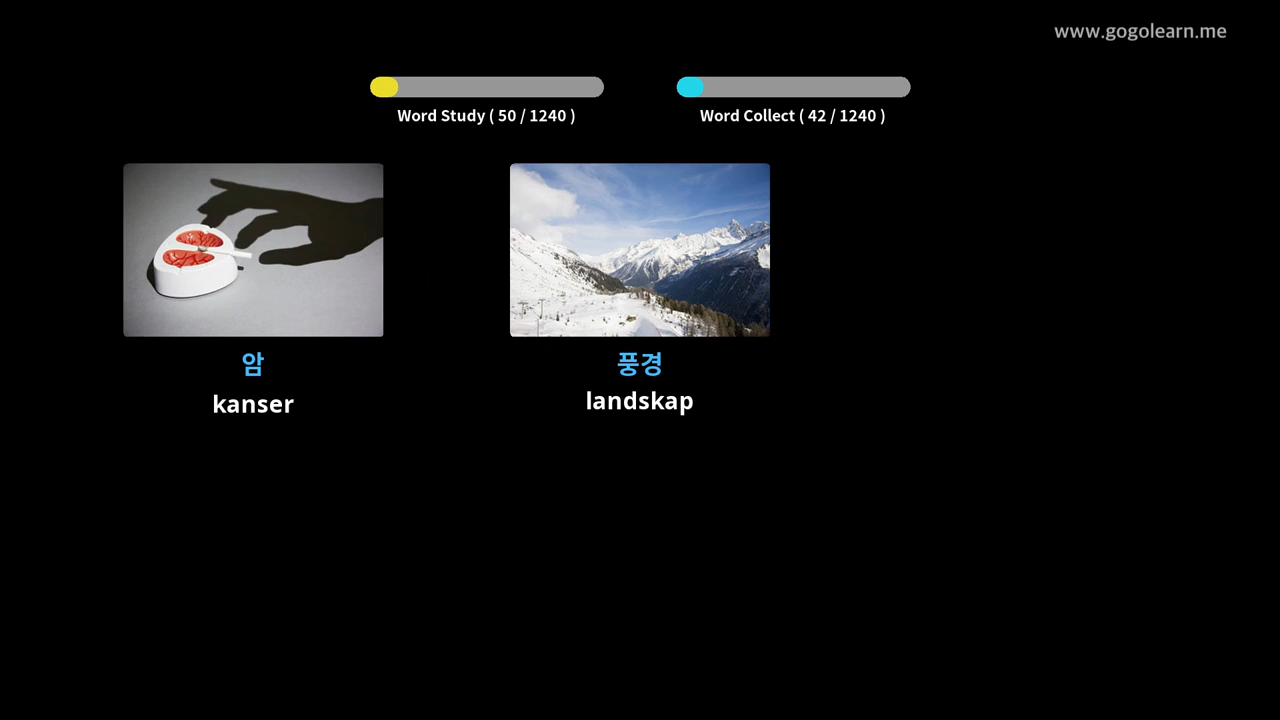 www.gogolearn.me
Word Study ( 50 / 1240 )
Word Collect ( 42 / 1240 )
암
kanser
풍경
landskap